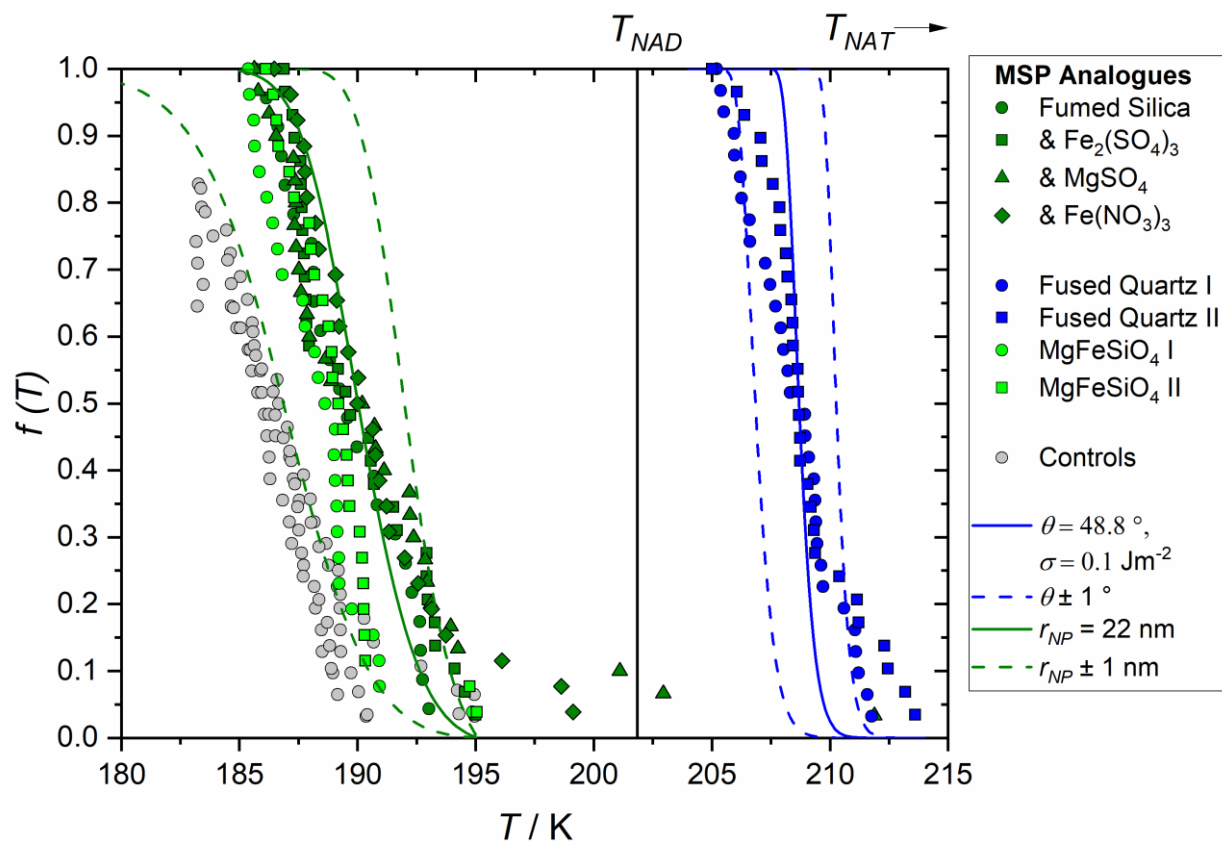 T_NAD T_NAT
1.0
0.9
0.8
0.7
0.6
0.5
0.4
0.3
0.2
0.1
0.0
f (T)
180 185 190 195 200 205 210 215
T / K
MSP Analogues
Fumed Silica
& Fe₂(SO₄)₃
& MgSO₄
& Fe(NO₃)₃
Fused Quartz I
Fused Quartz II
MgFeSiO₄ I
MgFeSiO₄ II
Controls
θ = 48.8 °,
σ = 0.1 Jm⁻²
θ ± 1 °
r_NP = 22 nm
r_NP ± 1 nm